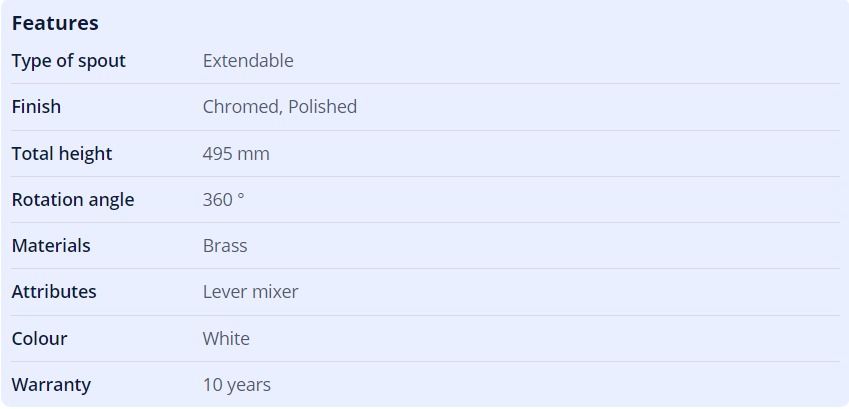 Features
Type of spout Extendable
Finish Chromed, Polished
Total height 495 mm
Rotation angle 360 °
Materials Brass
Attributes Lever mixer
Colour White
Warranty 10 years